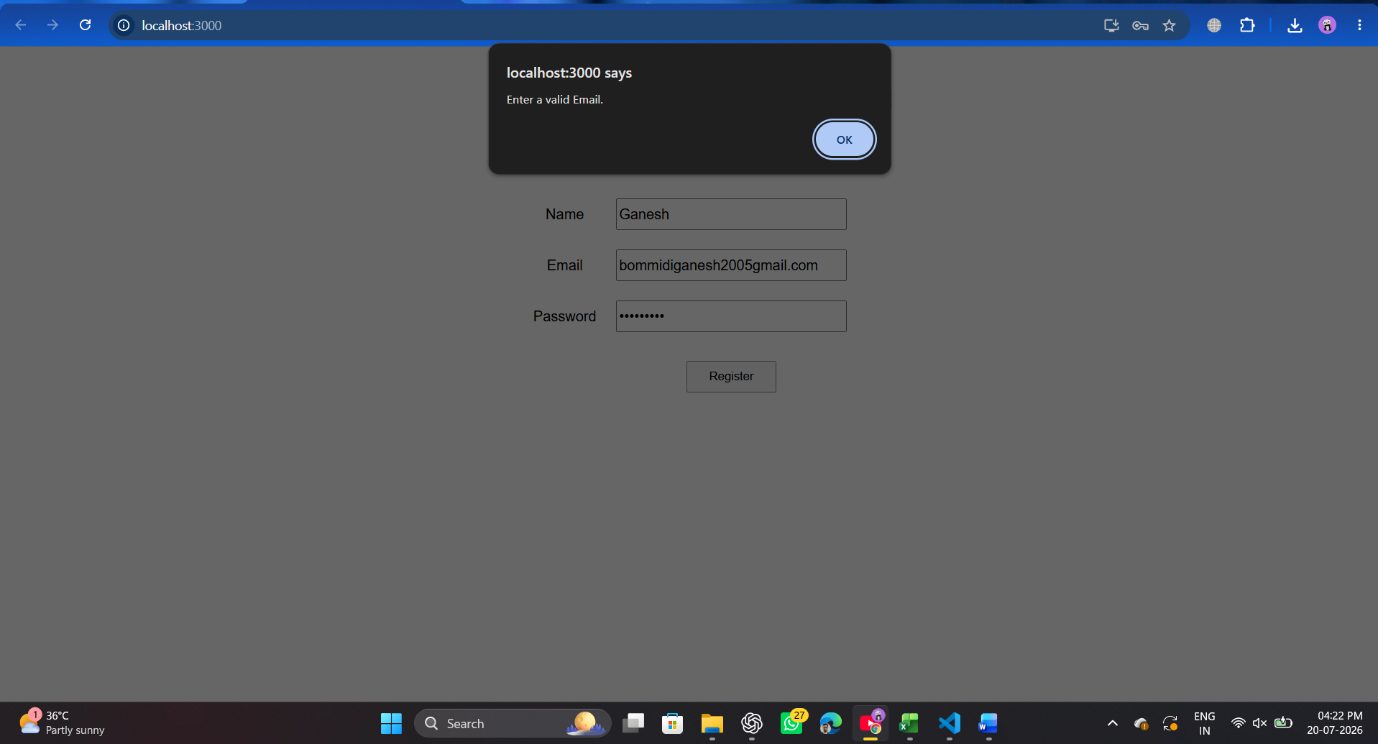 localhost:3000
localhost:3000 says
Enter a valid Email.
OK
Name Ganesh
Email bommidiganesh2005gmail.com
Password •••••••••
Register
1
36°C
Partly sunny
Search
27
ENG
IN
04:22 PM
20-07-2026